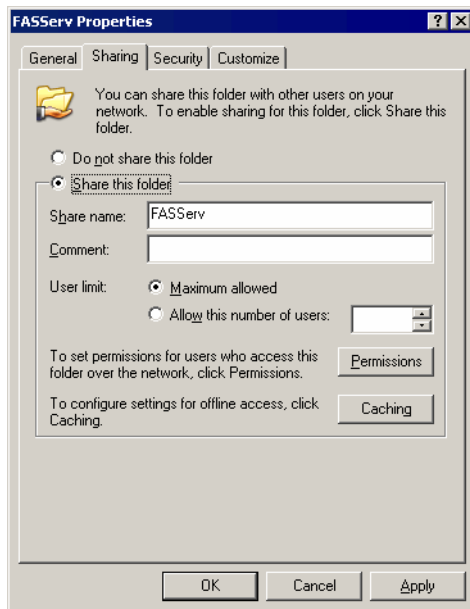 FASServ Properties
General
Sharing
Security
Customize
You can share this folder with other users on your
network. To enable sharing for this folder, click Share this
folder.
Do not share this folder
Share this folder
Share name:
FASServ
Comment:
User limit:
Maximum allowed
Allow this number of users:
To set permissions for users who access this
folder over the network, click Permissions.
Permissions
To configure settings for offline access, click
Caching.
Caching
OK
Cancel
Apply